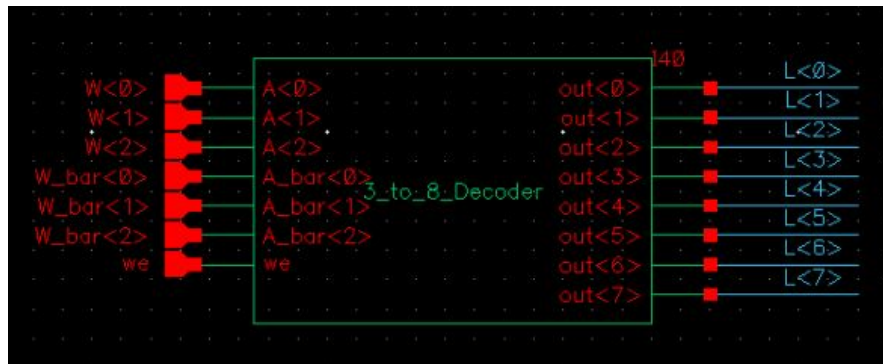 I40
W<0> A<0> out<0> L<0>
W<1> A<1> out<1> L<1>
W<2> A<2> out<2> L<2>
W_bar<0> A_bar<0> out<3> L<3>
3_to_8_Decoder
W_bar<1> A_bar<1> out<4> L<4>
W_bar<2> A_bar<2> out<5> L<5>
we we out<6> L<6>
out<7> L<7>